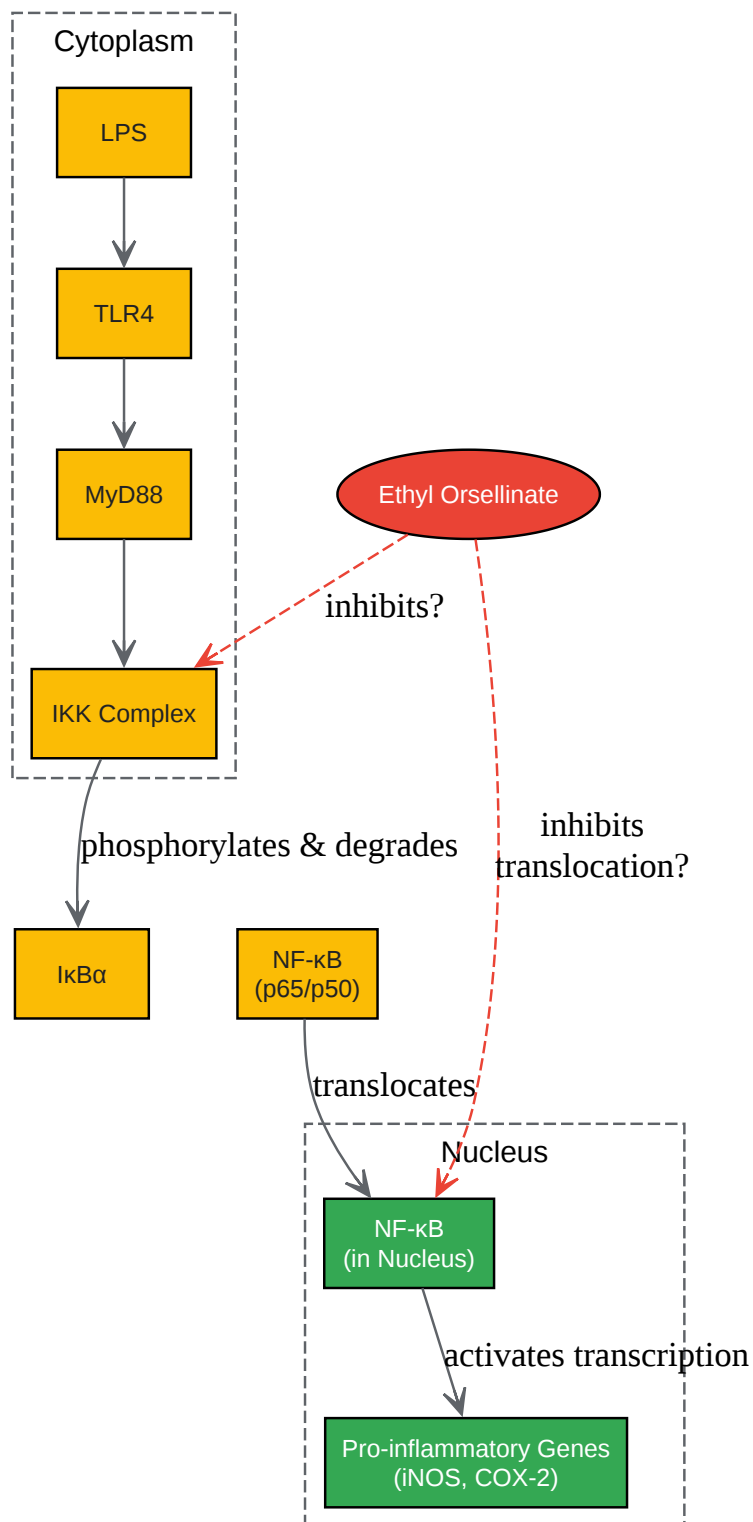 Cytoplasm
LPS
TLR4
MyD88
Ethyl Orsellinate
inhibits?
IKK Complex
phosphorylates & degrades
inhibits
translocation?
IκBα
NF-κB
(p65/p50)
translocates
Nucleus
NF-κB
(in Nucleus)
activates transcription
Pro-inflammatory Genes
(iNOS, COX-2)